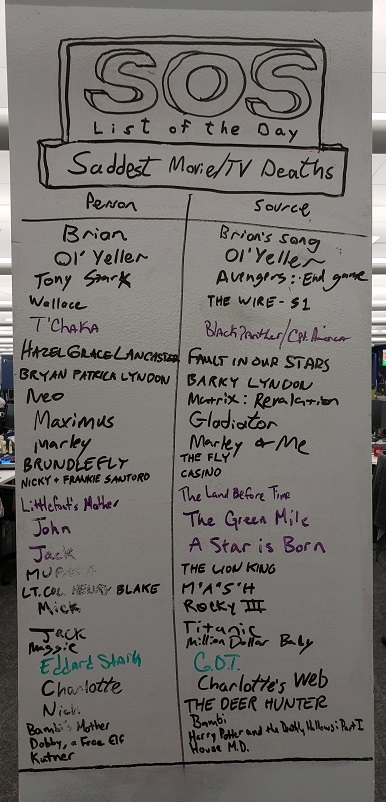 SOS
List of the Day
Saddest Movie/TV Deaths
Person Source
Brian Brian's Song
Ol' Yeller Ol' Yeller
Tony Stark Avengers: End game
Wallace THE WIRE - S1
T'CHAKA Black Panther/Cpt. America
HAZEL GRACE LANCASTER FAULT IN OUR STARS
BRYAN PATRICK LYNDON BARRY LYNDON
Neo Matrix: Revalation
Maximus Gladiator
Marley Marley & Me
BRUNDLEFLY THE FLY
NICKY + FRANKIE SANTORO CASINO
Littlefoot's Mother The Land Before Time
John The Green Mile
Jack A Star is Born
THE LION KING
LT. COL. HENRY BLAKE M*A*S*H
Mick Rocky III
Jack Titanic
Maggie Million Dollar Baby
Eddard Stark G.O.T.
Charlotte Charlotte's Web
Nick THE DEER HUNTER
Bambi's Mother Bambi
Dobby, a Free Elf Harry Potter and the Deathly Hallows: Part I
Kutner House M.D.